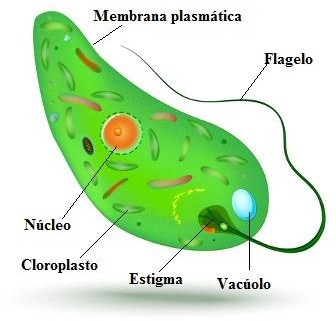 Membrana plasmática
Flagelo
Núcleo
Cloroplasto
Estigma
Vacúolo